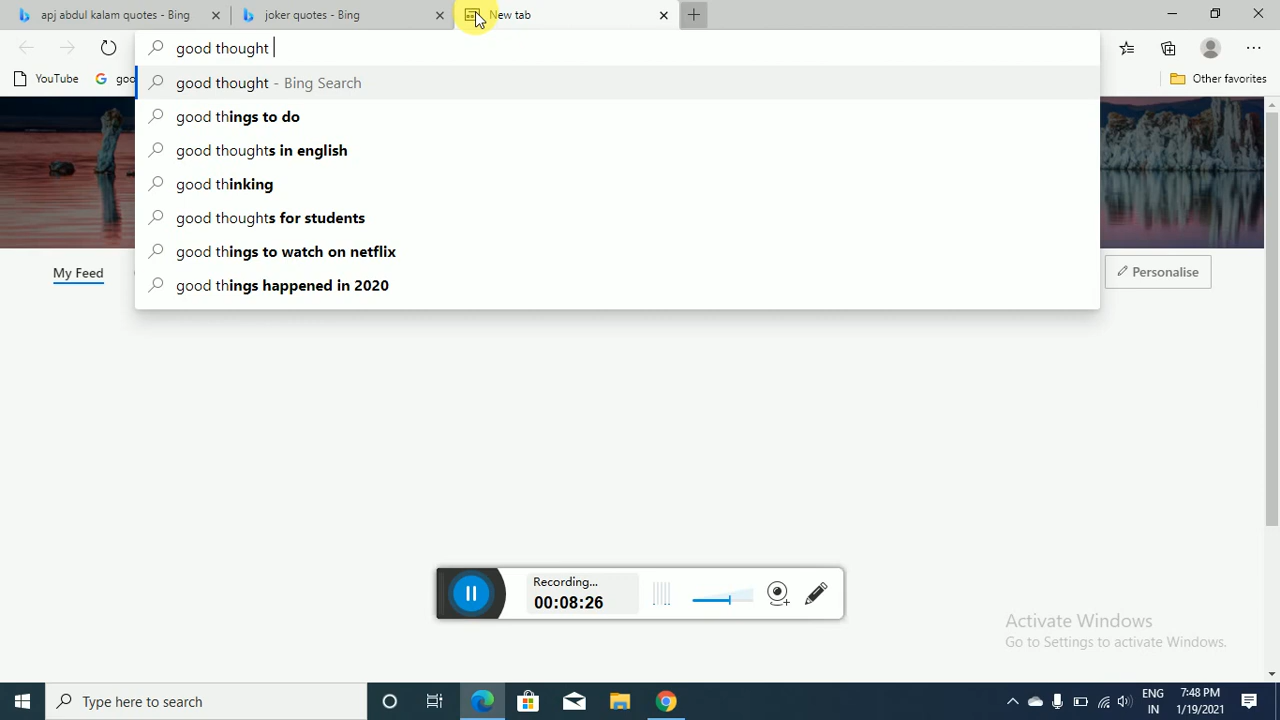 apj abdul kalam quotes - Bing
joker quotes - Bing
New tab
good thought
YouTube
goo
Other favorites
good thought - Bing Search
good things to do
good thoughts in english
good thinking
good thoughts for students
good things to watch on netflix
good things happened in 2020
My Feed
Personalise
Recording...
00:08:26
Activate Windows
Go to Settings to activate Windows.
Type here to search
ENG
IN
7:48 PM
1/19/2021